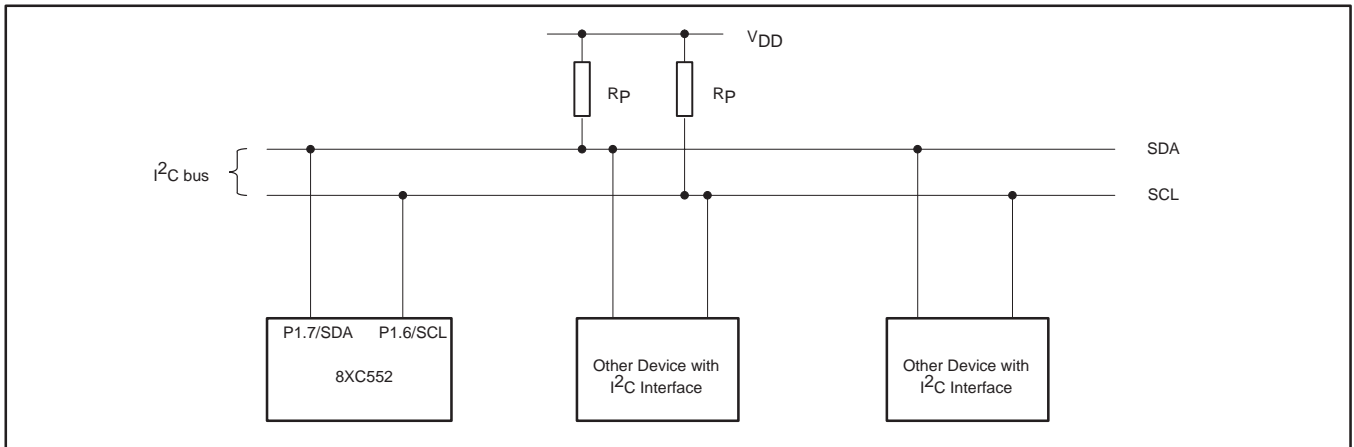 VDD
RP RP
SDA
I2C bus
SCL
P1.7/SDA P1.6/SCL
8XC552
Other Device with
I2C Interface
Other Device with
I2C Interface